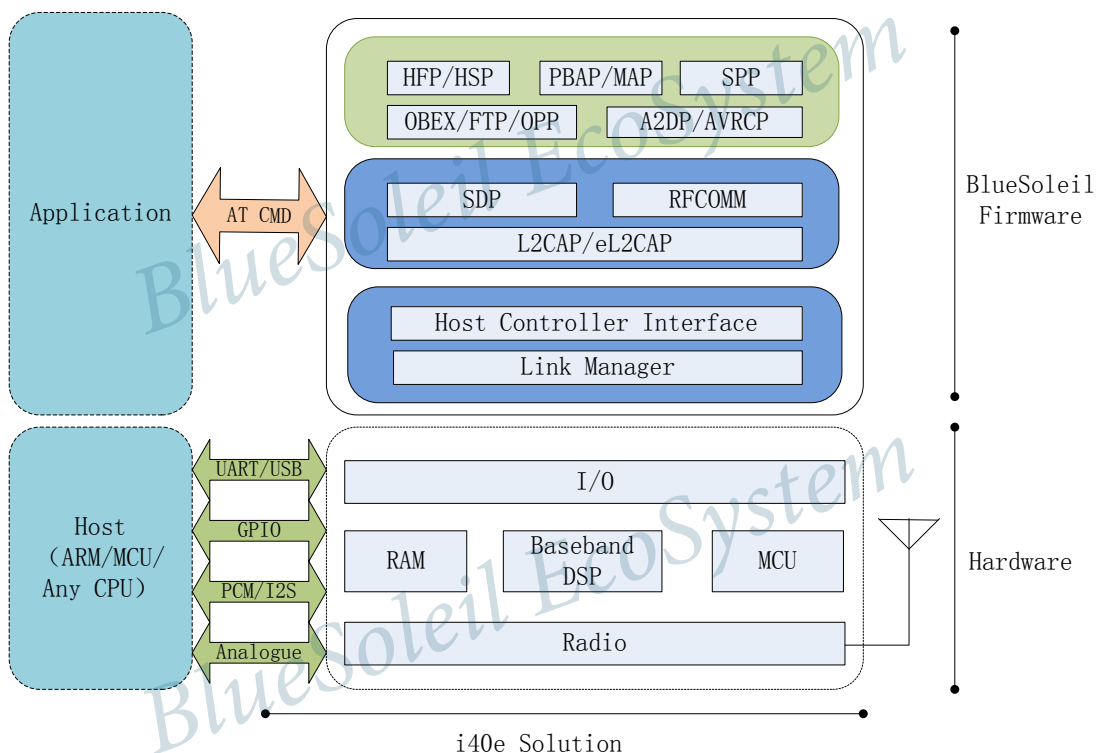 HFP/HSP
PBAP/MAP
SPP
OBEX/FTP/OPP
A2DP/AVRCP
Application
AT CMD
SDP
RFCOMM
L2CAP/eL2CAP
BlueSoleil
Firmware
Host Controller Interface
Link Manager
BlueSoleil EcoSystem
UART/USB
I/O
Host
（ARM/MCU/
Any CPU）
GPIO
PCM/I2S
Analogue
RAM
Baseband
DSP
MCU
Hardware
Radio
BlueSoleil EcoSystem
i40e Solution